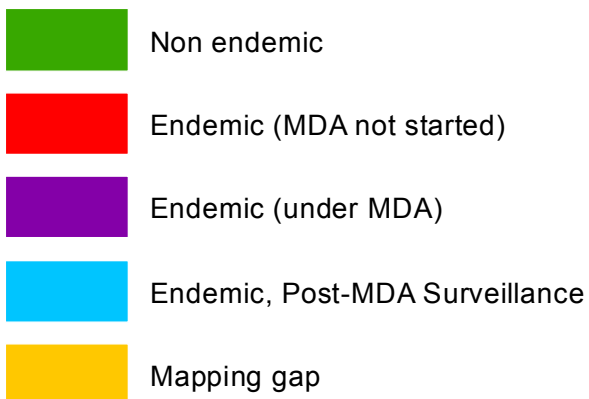 Non endemic
Endemic (MDA not started)
Endemic (under MDA)
Endemic, Post-MDA Surveillance
Mapping gap